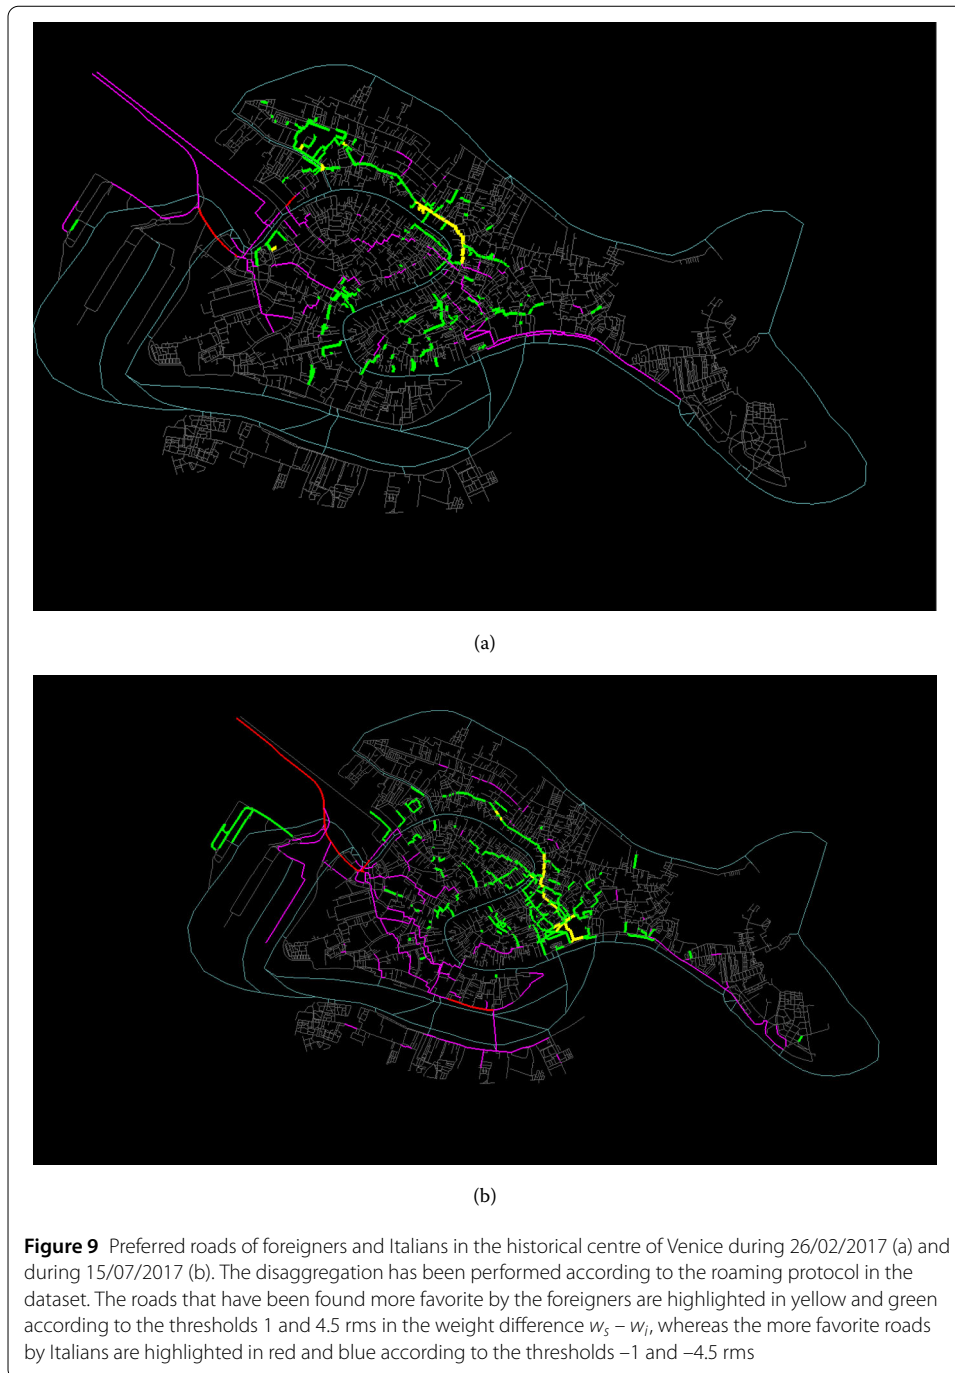 (a)
(b)
Figure 9 Preferred roads of foreigners and Italians in the historical centre of Venice during 26/02/2017 (a) and
during 15/07/2017 (b). The disaggregation has been performed according to the roaming protocol in the
dataset. The roads that have been found more favorite by the foreigners are highlighted in yellow and green
according to the thresholds 1 and 4.5 rms in the weight difference wₛ – wᵢ, whereas the more favorite roads
by Italians are highlighted in red and blue according to the thresholds –1 and –4.5 rms